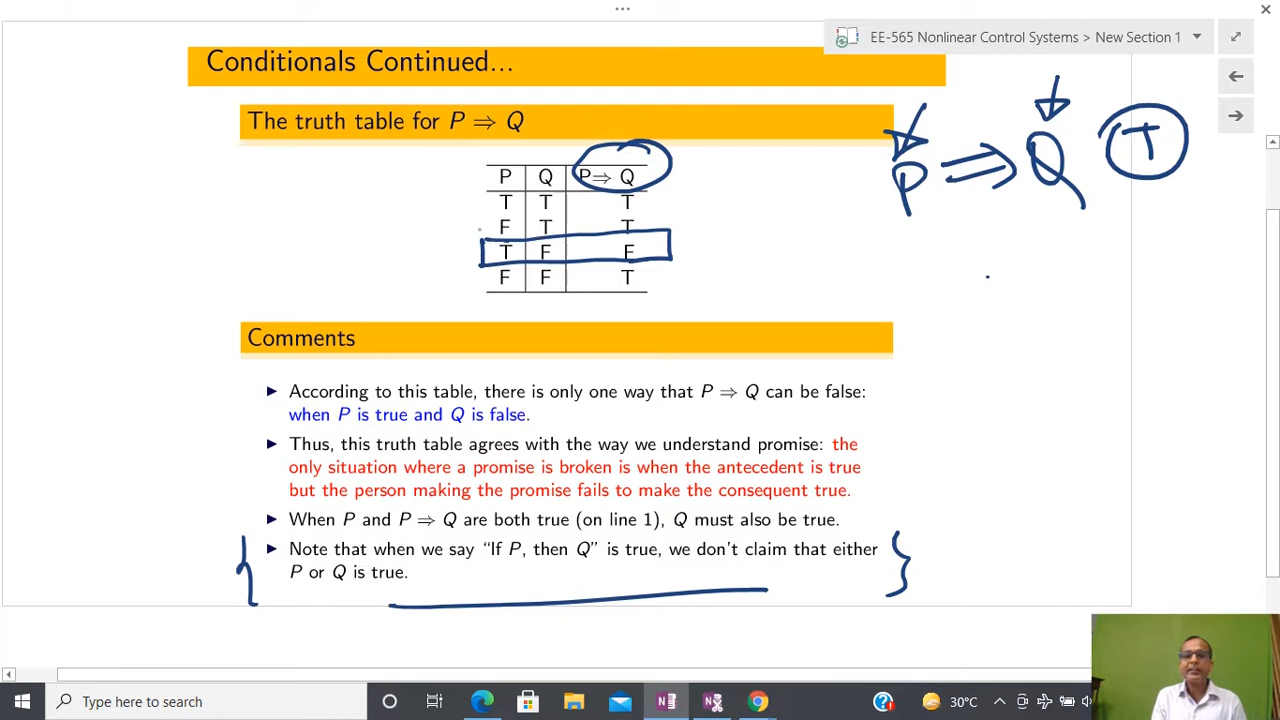 ...
EE-565 Nonlinear Control Systems > New Section 1
Conditionals Continued...
The truth table for P ⇒ Q
P ⇒ Q T
P Q P⇒ Q
T T T
F T T
T F F
F F T
Comments
According to this table, there is only one way that P ⇒ Q can be false:
when P is true and Q is false.
Thus, this truth table agrees with the way we understand promise: the
only situation where a promise is broken is when the antecedent is true
but the person making the promise fails to make the consequent true.
When P and P ⇒ Q are both true (on line 1), Q must also be true.
Note that when we say “If P, then Q” is true, we don't claim that either
P or Q is true.
Type here to search
30°C